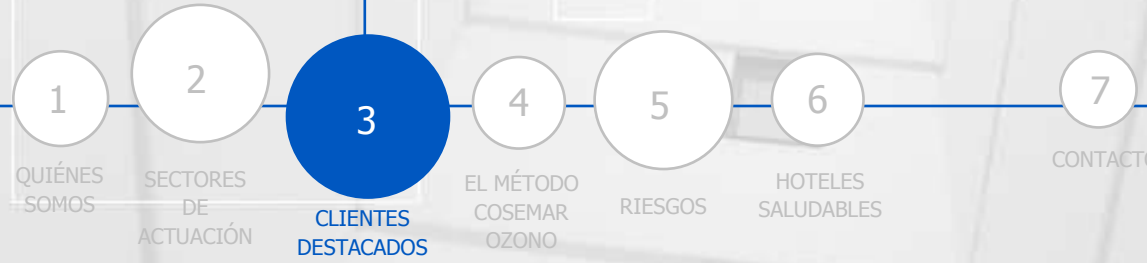 1
QUIÉNES
SOMOS
2
SECTORES
DE
ACTUACIÓN
3
CLIENTES
DESTACADOS
4
EL MÉTODO
COSEMAR
OZONO
5
RIESGOS
6
HOTELES
SALUDABLES
7
CONTACTO